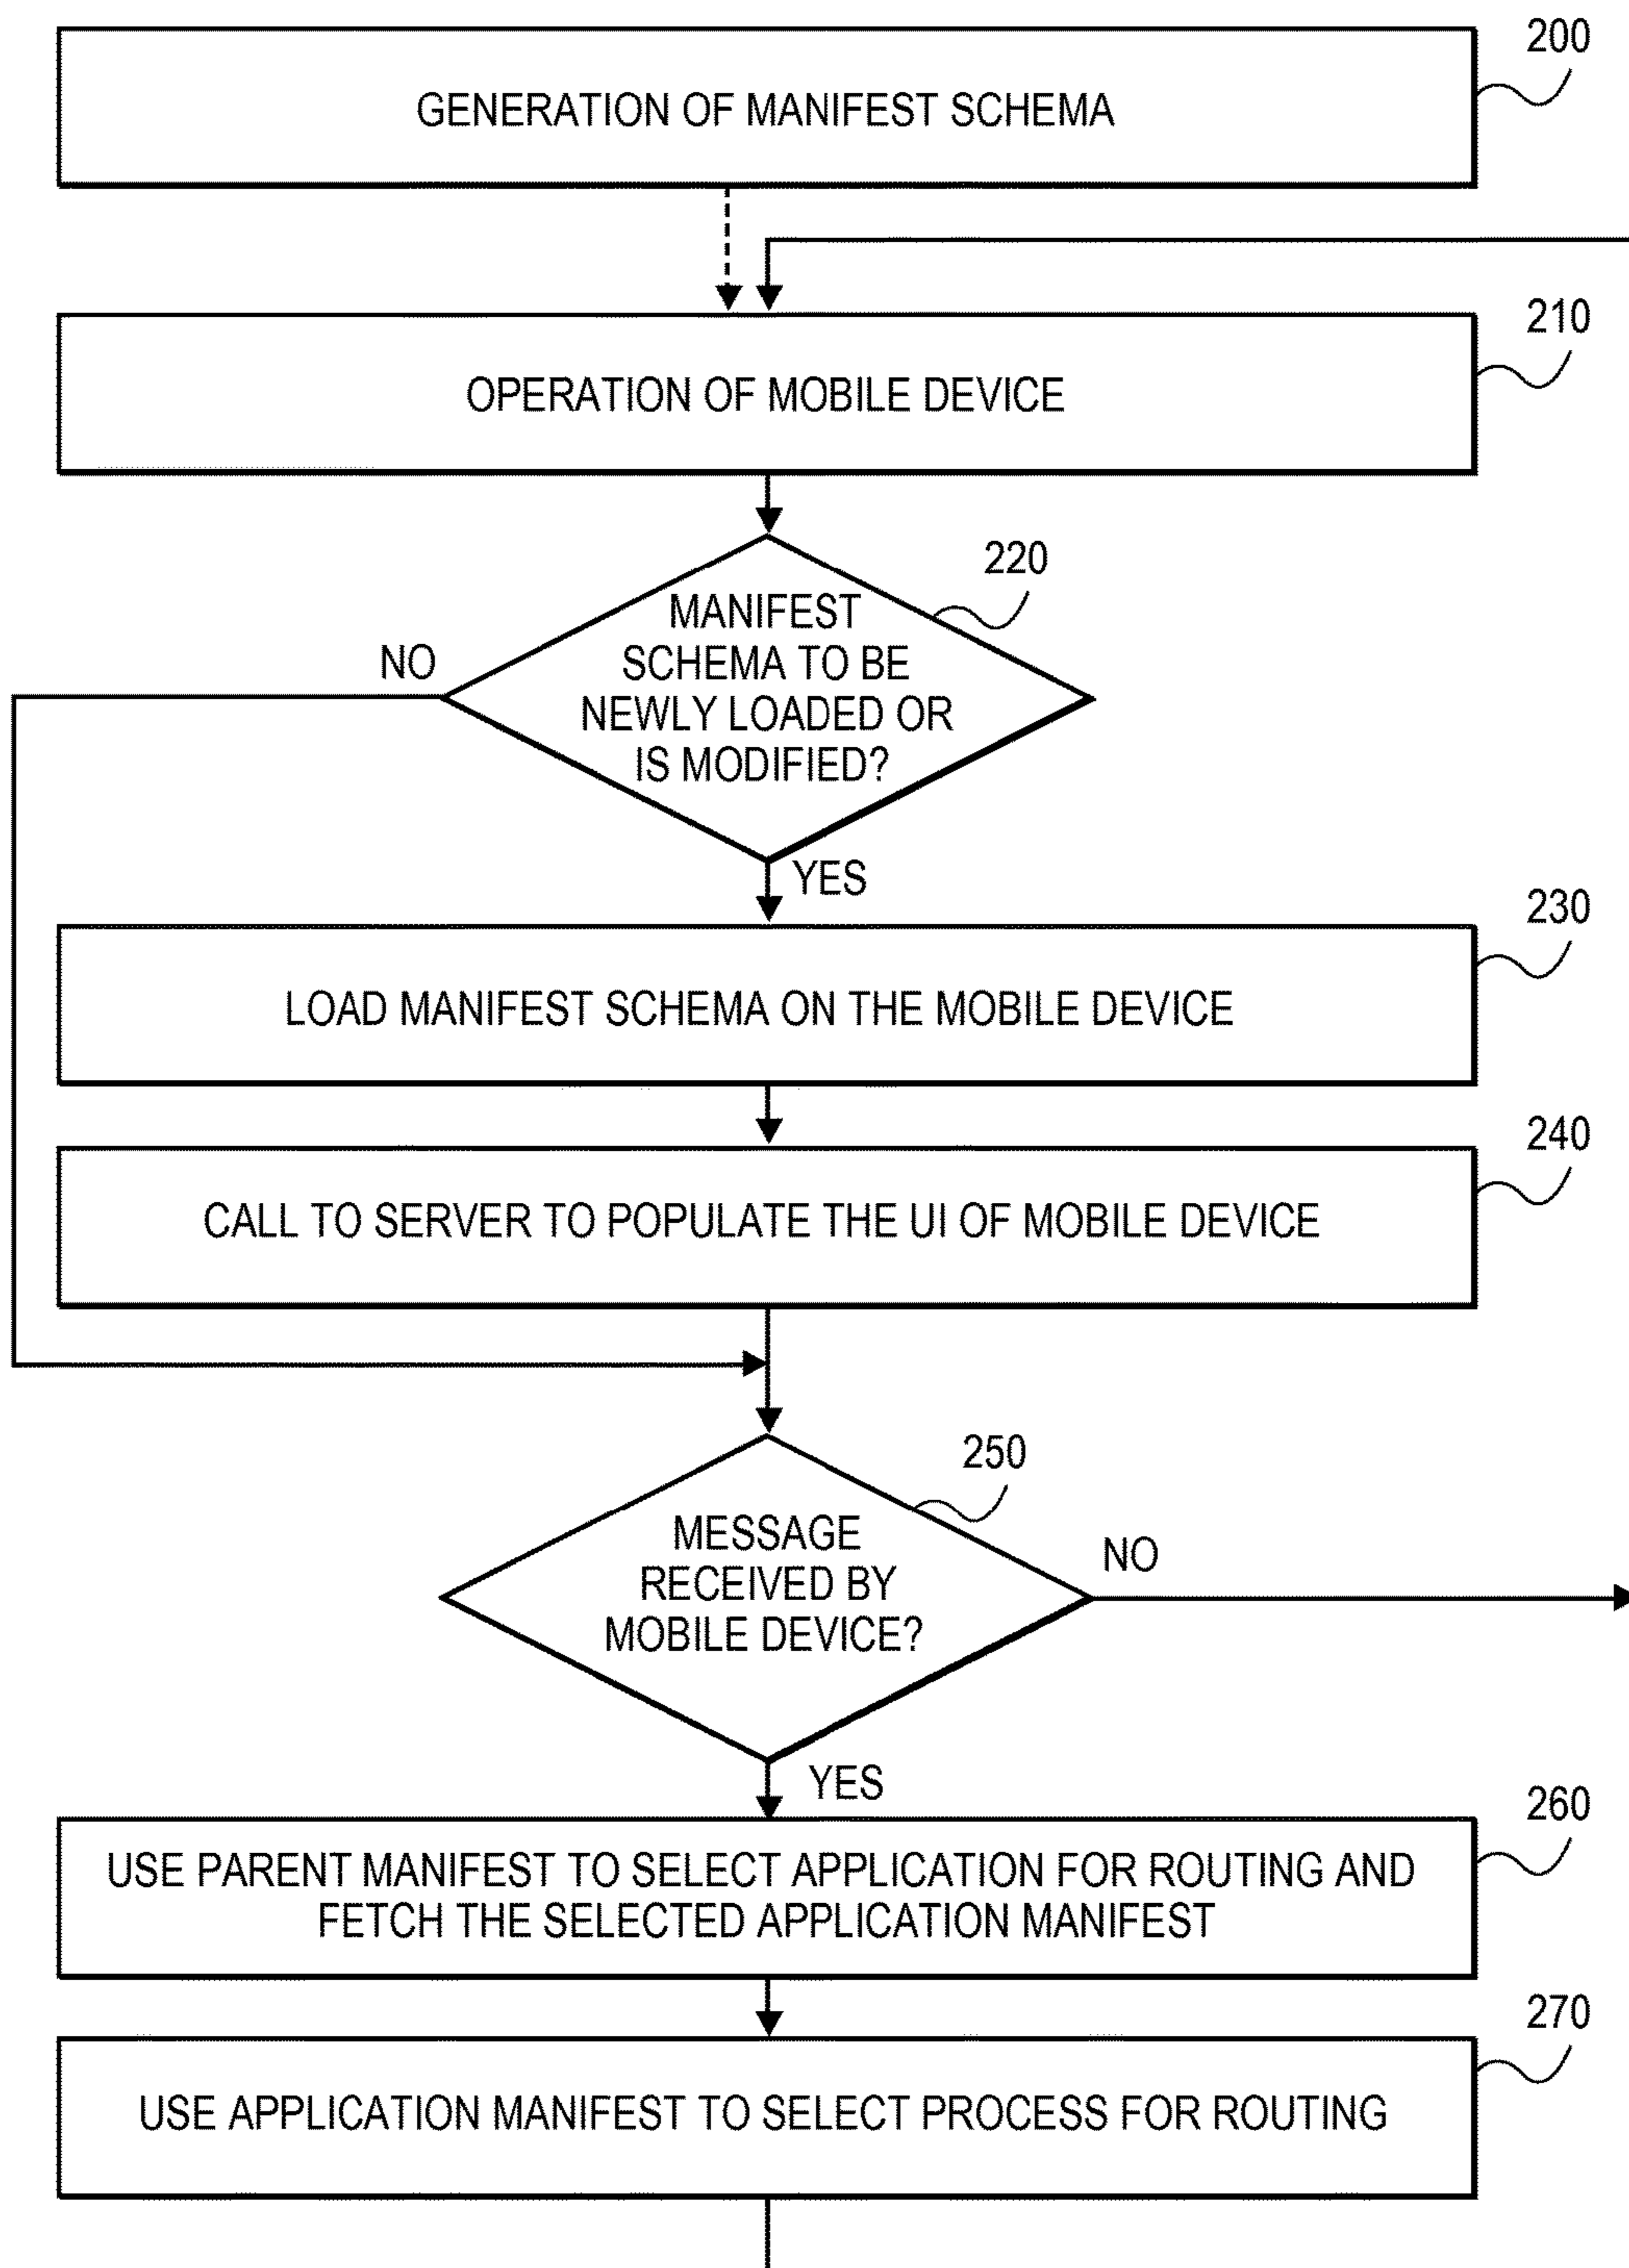 200
GENERATION OF MANIFEST SCHEMA
210
OPERATION OF MOBILE DEVICE
220
MANIFEST
SCHEMA TO BE
NEWLY LOADED OR
IS MODIFIED?
NO
YES
230
LOAD MANIFEST SCHEMA ON THE MOBILE DEVICE
240
CALL TO SERVER TO POPULATE THE UI OF MOBILE DEVICE
250
MESSAGE
RECEIVED BY
MOBILE DEVICE?
NO
YES
260
USE PARENT MANIFEST TO SELECT APPLICATION FOR ROUTING AND
FETCH THE SELECTED APPLICATION MANIFEST
270
USE APPLICATION MANIFEST TO SELECT PROCESS FOR ROUTING